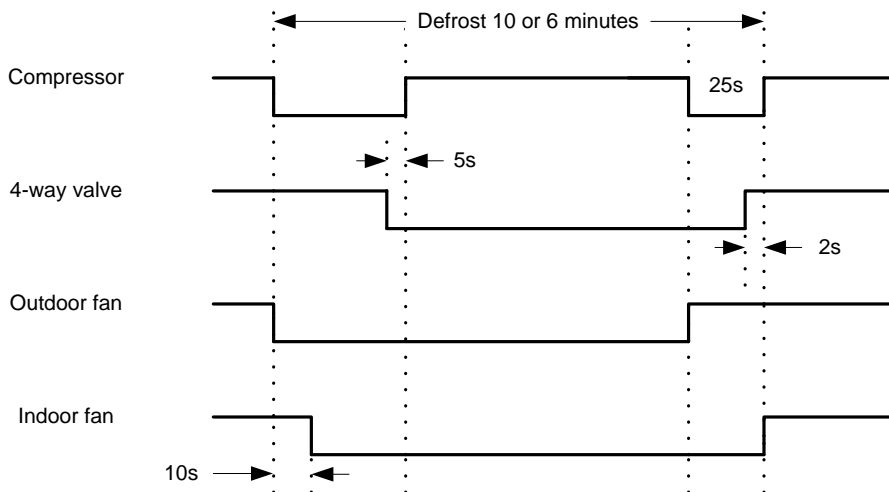 Defrost 10 or 6 minutes
Compressor
25s
5s
4-way valve
2s
Outdoor fan
Indoor fan
10s